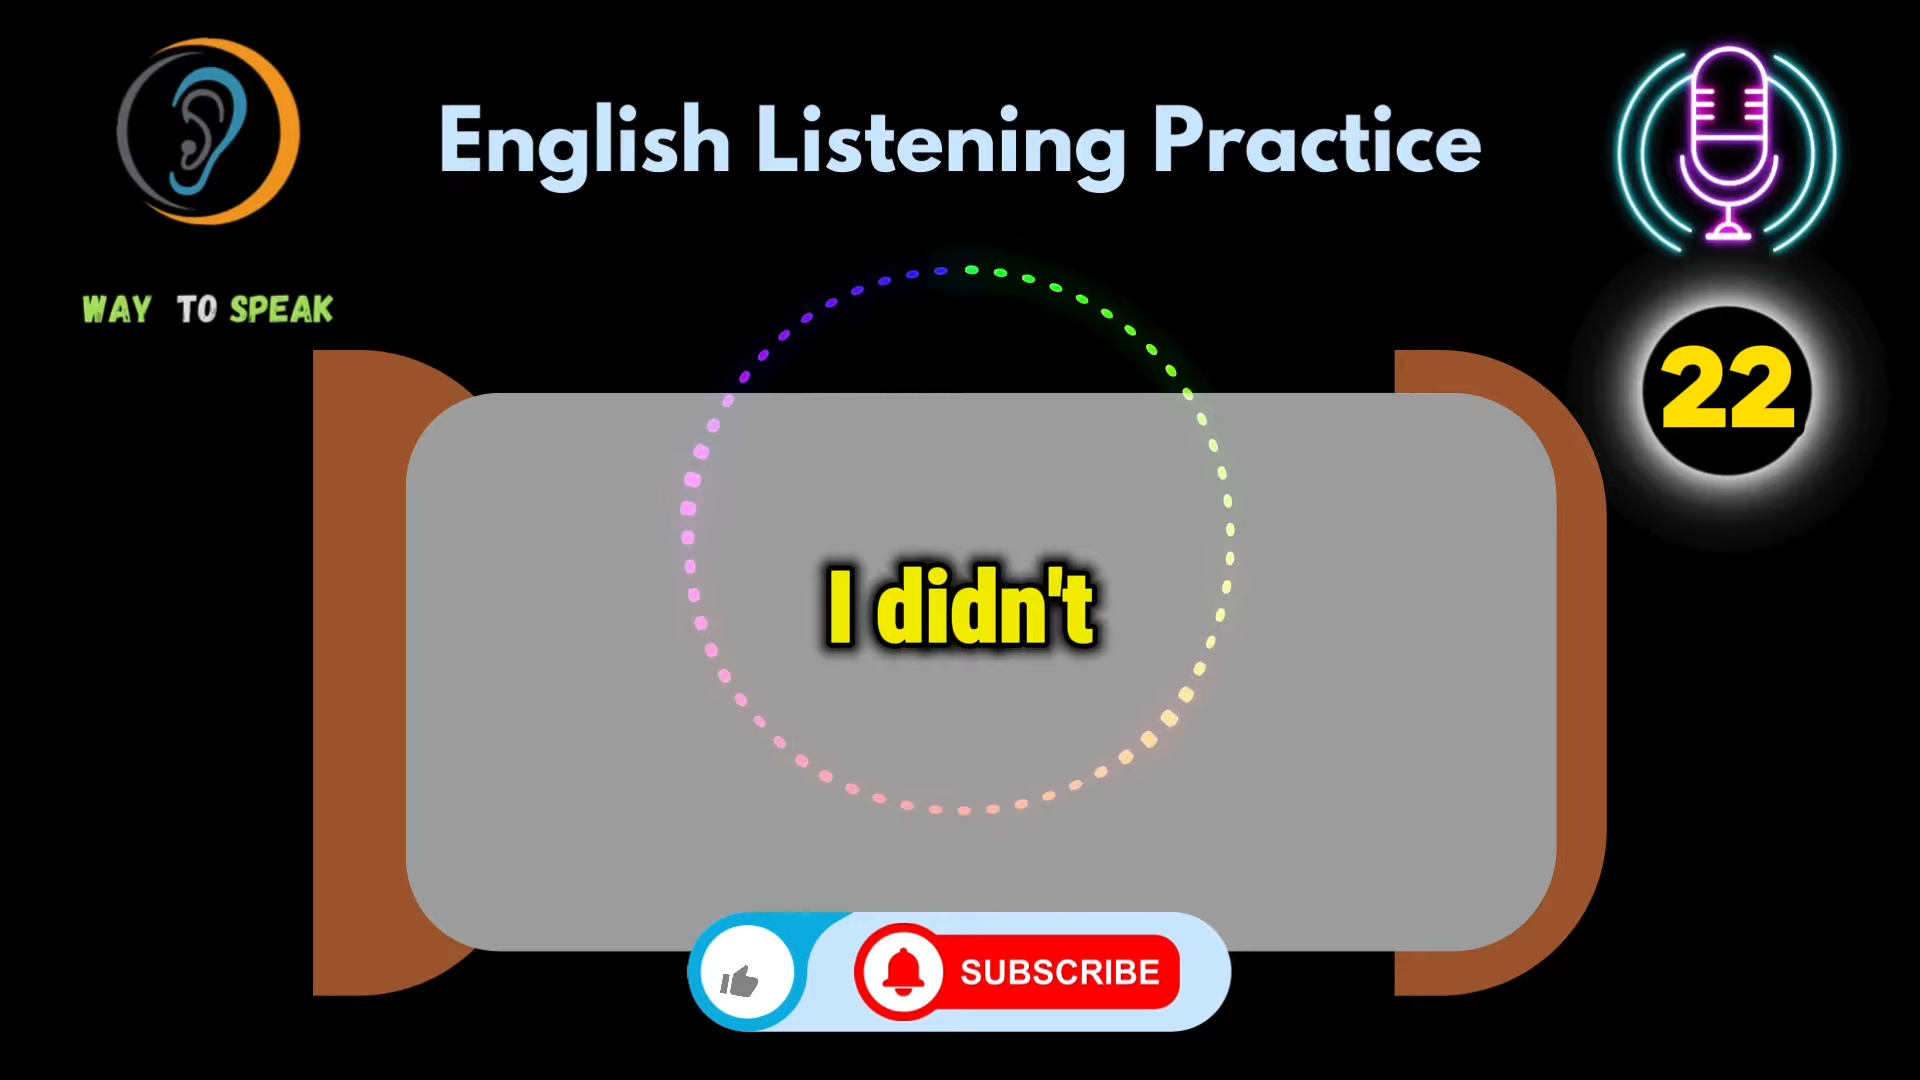 English Listening Practice
WAY TO SPEAK
22
I didn't
SUBSCRIBE